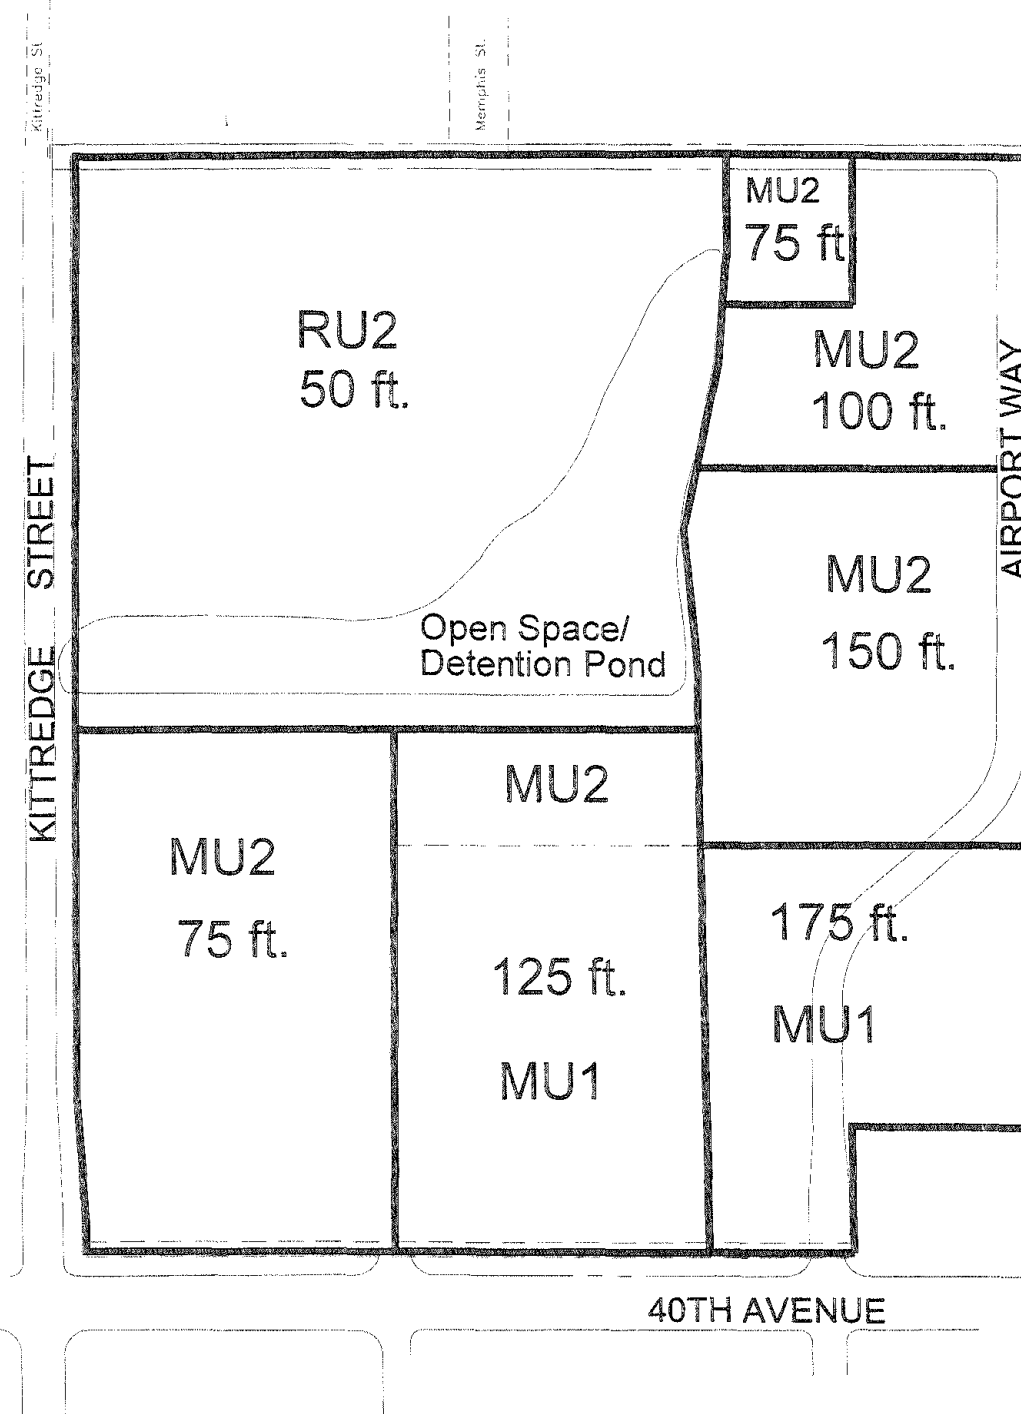 Kittredge St.
Memphis St.
MU2
75 ft
RU2
50 ft.
MU2
100 ft.
AIRPORT WAY
KITTREDGE STREET
MU2
150 ft.
Open Space/
Detention Pond
MU2
MU2
75 ft.
175 ft.
125 ft.
MU1
MU1
40TH AVENUE